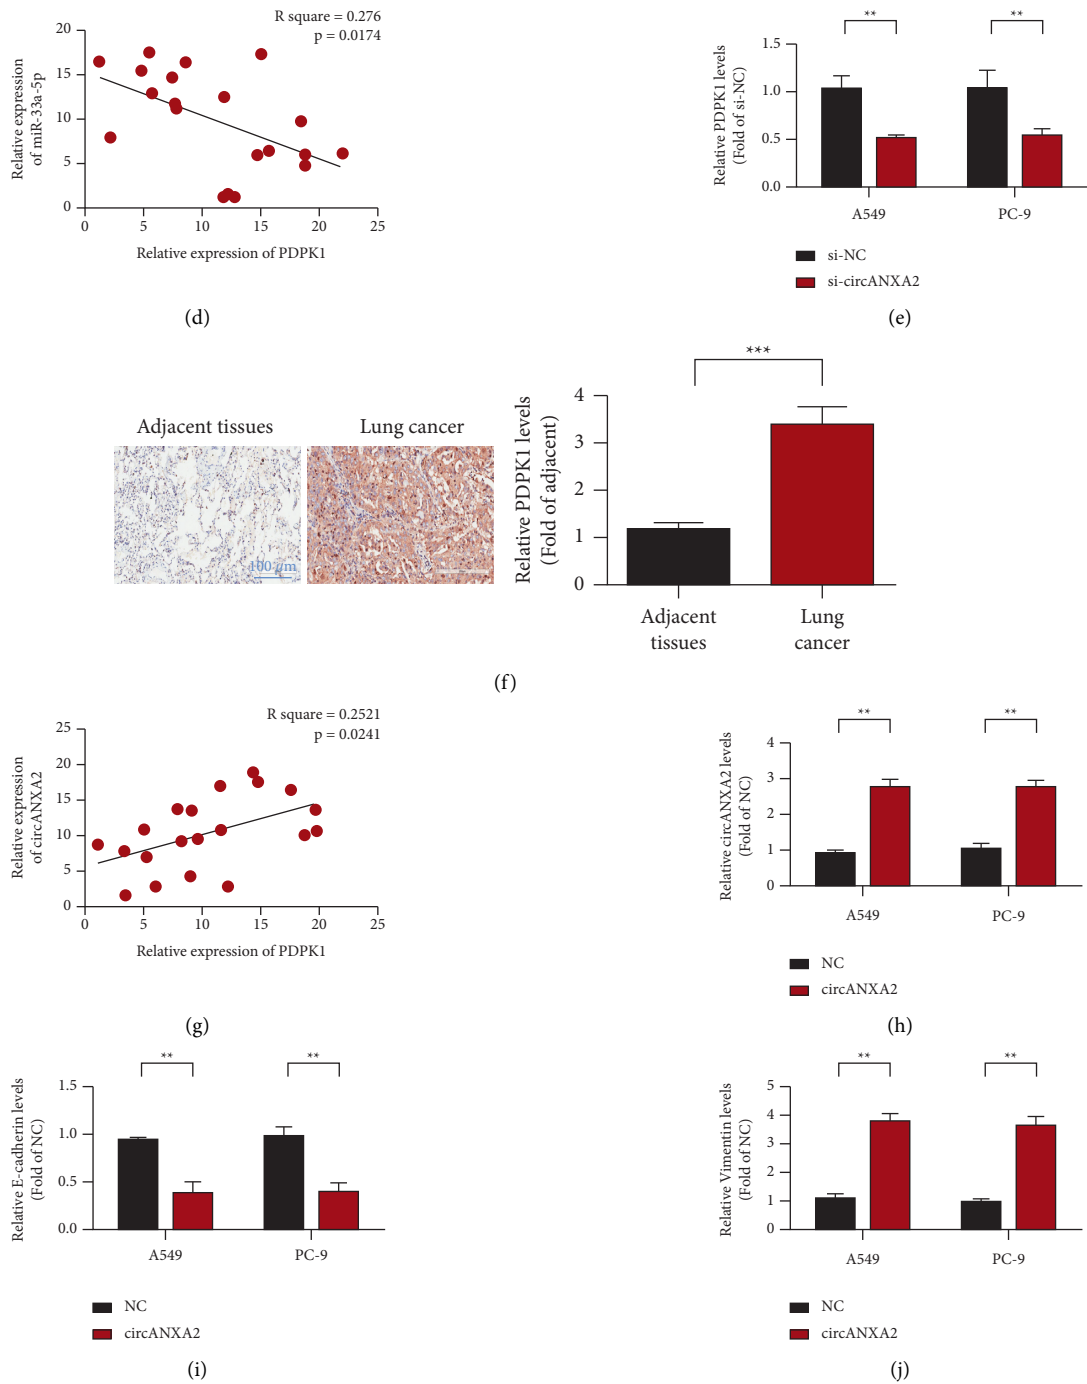 R square = 0.276
p = 0.0174
Relative expression
of miR-33a-5p
20
15
10
5
0
0 5 10 15 20 25
Relative expression of PDPK1
(d)
** **
Relative PDPK1 levels
(Fold of si-NC)
1.5
1.0
0.5
0.0
A549 PC-9
si-NC
si-circANXA2
(e)
Adjacent tissues Lung cancer
100 μm
***
Relative PDPK1 levels
(Fold of adjacent)
4
3
2
1
0
Adjacent
tissues
Lung
cancer
(f)
R square = 0.2521
p = 0.0241
Relative expression
of circANXA2
25
20
15
10
5
0
0 5 10 15 20 25
Relative expression of PDPK1
(g)
** **
Relative circANXA2 levels
(Fold of NC)
4
3
2
1
0
A549 PC-9
NC
circANXA2
(h)
** **
Relative E-cadherin levels
(Fold of NC)
1.5
1.0
0.5
0.0
A549 PC-9
NC
circANXA2
(i)
** **
Relative Vimentin levels
(Fold of NC)
5
4
3
2
1
0
A549 PC-9
NC
circANXA2
(j)